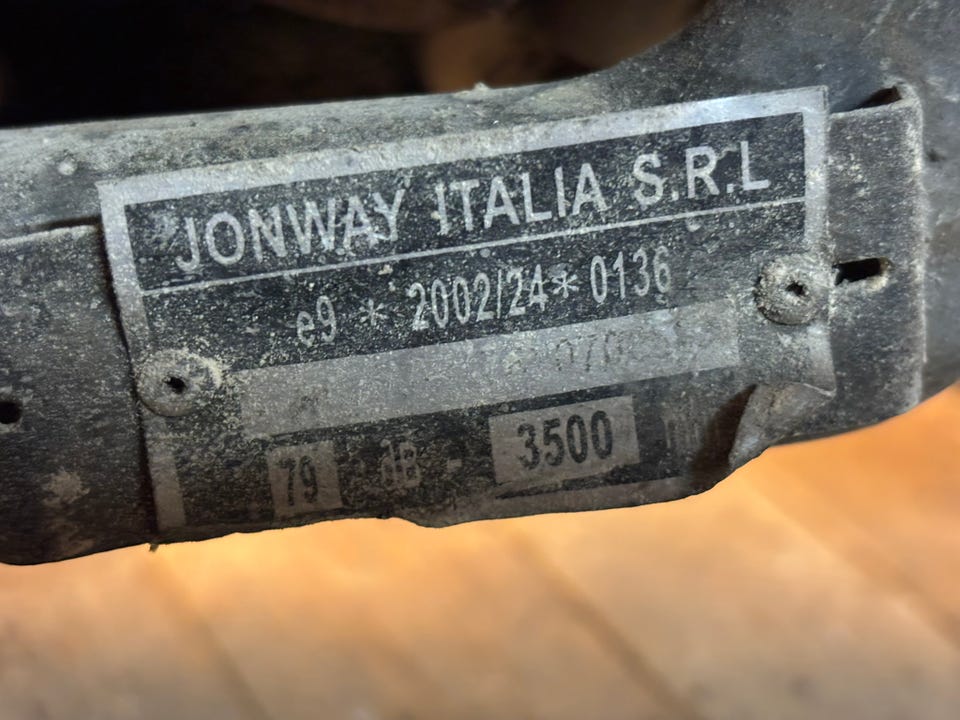 JONWAY ITALIA S.R.L
e9 * 2002/24*0136
79 dB - 3500